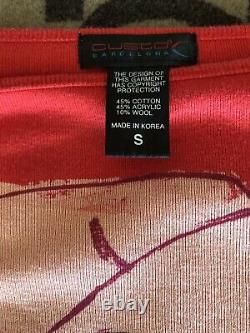 CUSTO
BARCELONA
THE DESIGN OF
THIS GARMENT
HAS COPYRIGHT
PROTECTION
45% COTTON
45% ACRYLIC
10% WOOL
MADE IN KOREA
S